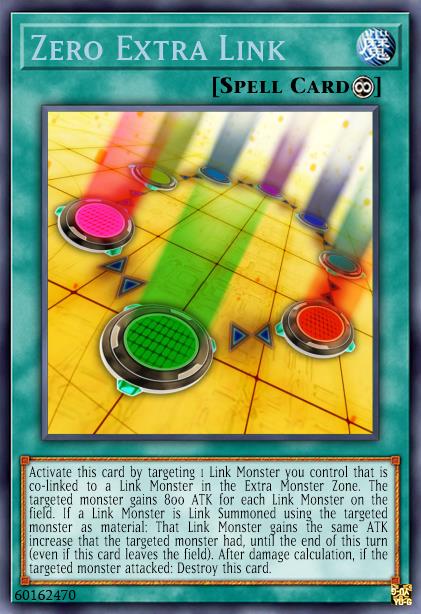 Zero Extra Link
魔
[Spell Card∞]
Activate this card by targeting 1 Link Monster you control that is
co-linked to a Link Monster in the Extra Monster Zone. The
targeted monster gains 800 ATK for each Link Monster on the
field. If a Link Monster is Link Summoned using the targeted
monster as material: That Link Monster gains the same ATK
increase that the targeted monster had, until the end of this turn
(even if this card leaves the field). After damage calculation, if the
targeted monster attacked: Destroy this card.
60162470